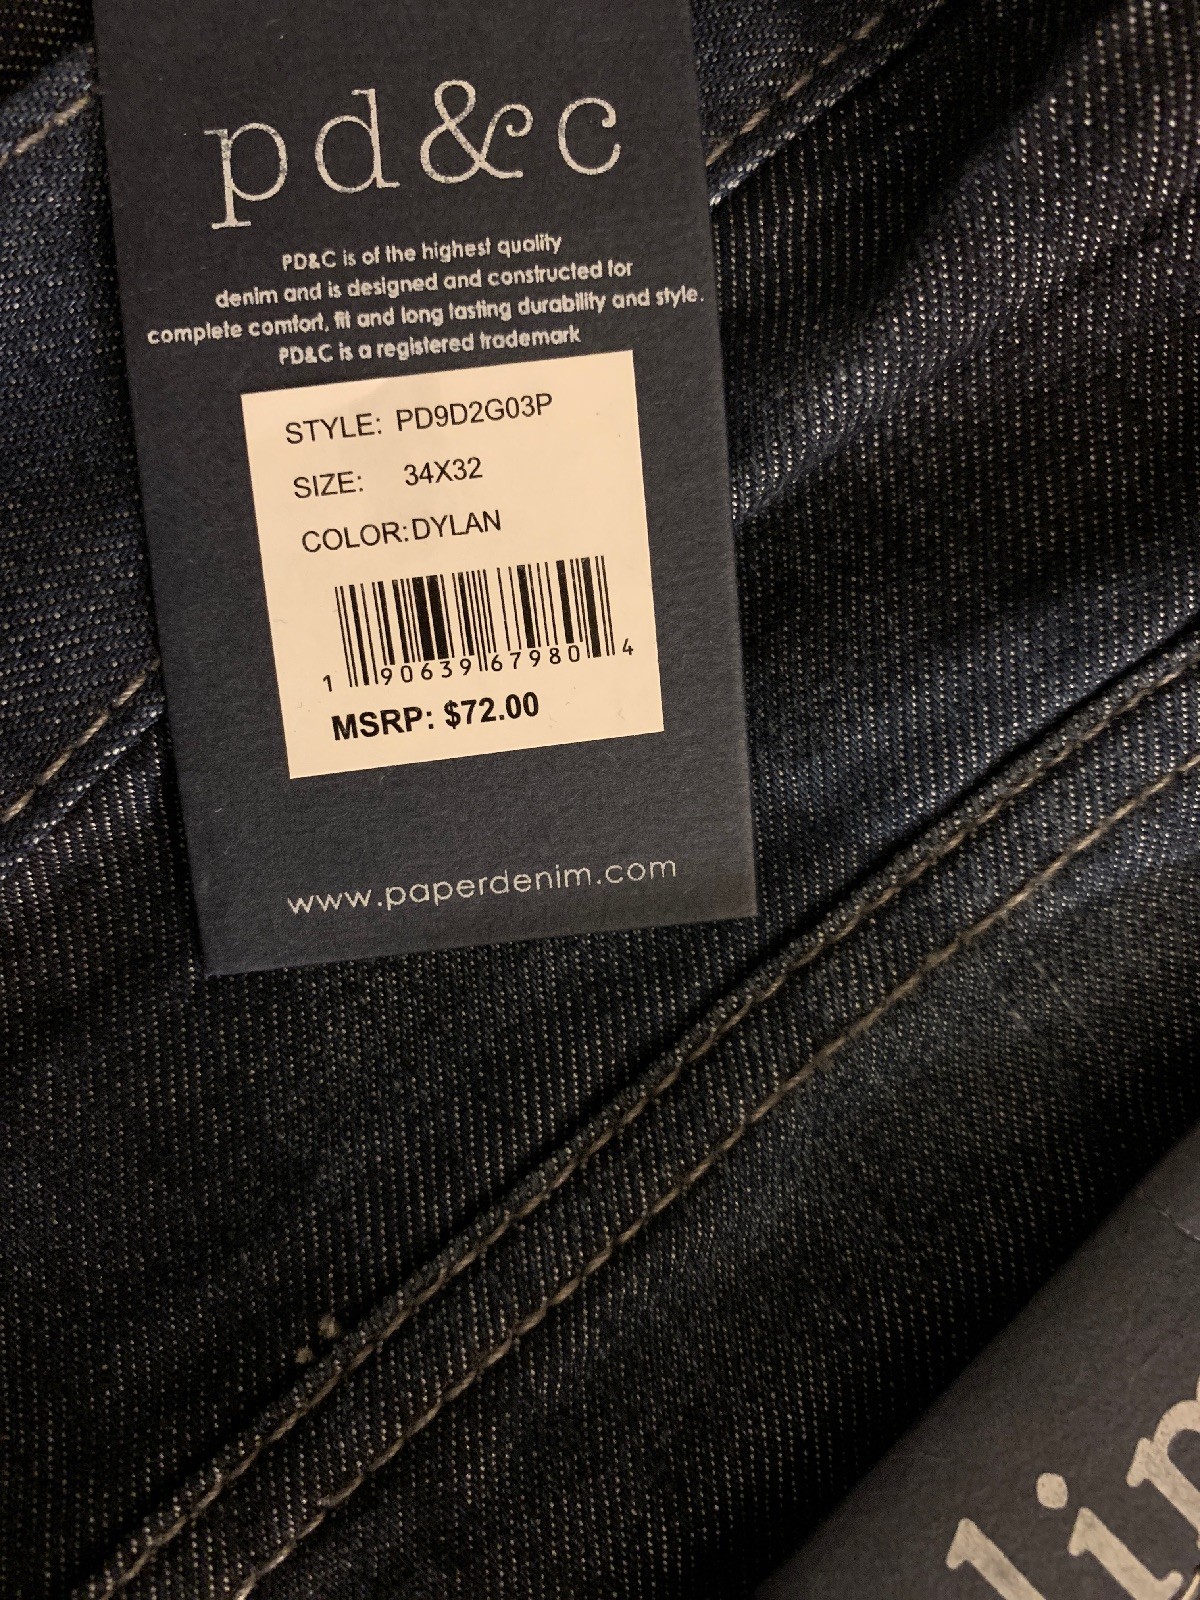 pd&c
PD&C is of the highest quality
denim and is designed and constructed for
complete comfort, fit and long lasting durability and style.
PD&C is a registered trademark
STYLE: PD9D2G03P
SIZE: 34X32
COLOR:DYLAN
1 90639 67980 4
MSRP: $72.00
www.paperdenim.com